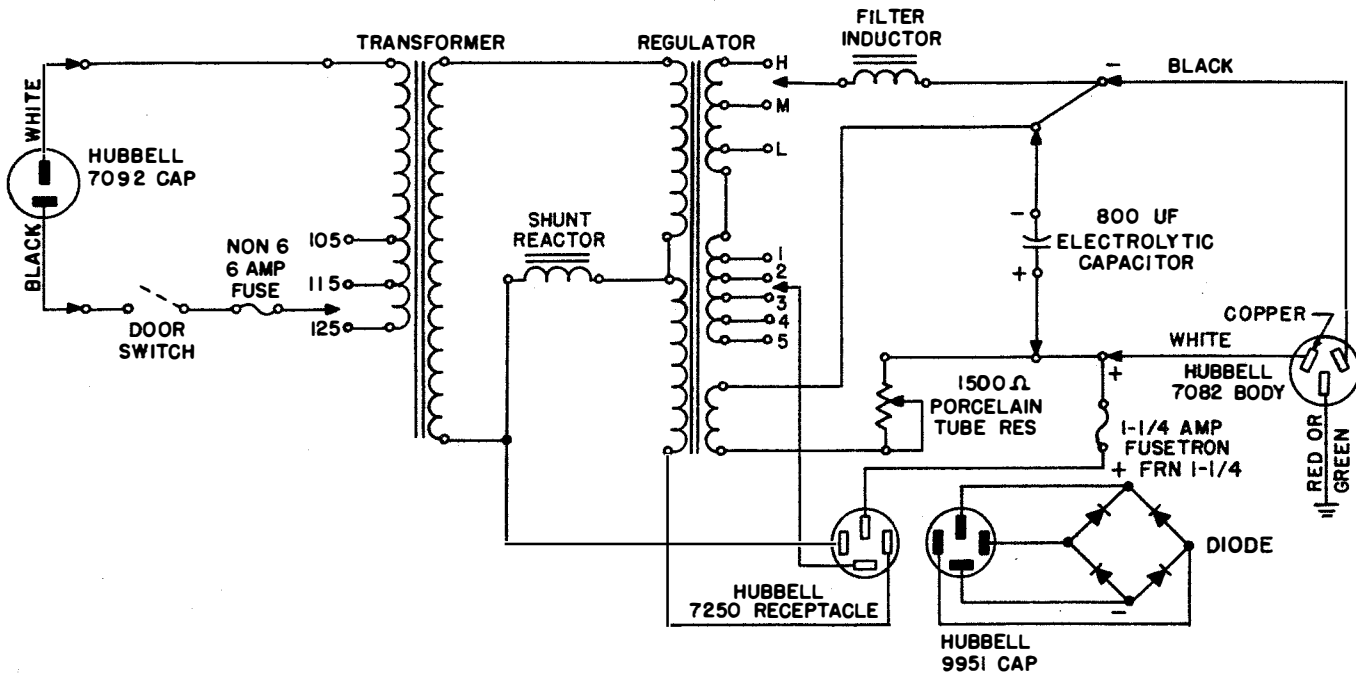 TRANSFORMER
REGULATOR
FILTER
INDUCTOR
H
M
L
-
BLACK
WHITE
HUBBELL
7092 CAP
BLACK
105
115
125
NON 6
6 AMP
FUSE
DOOR
SWITCH
SHUNT
REACTOR
1
2
3
4
5
-
+
800 UF
ELECTROLYTIC
CAPACITOR
COPPER
WHITE
+
HUBBELL
7082 BODY
1500 Ω
PORCELAIN
TUBE RES
1-1/4 AMP
FUSETRON
+ FRN 1-1/4
RED OR
GREEN
DIODE
-
HUBBELL
7250 RECEPTACLE
HUBBELL
9951 CAP